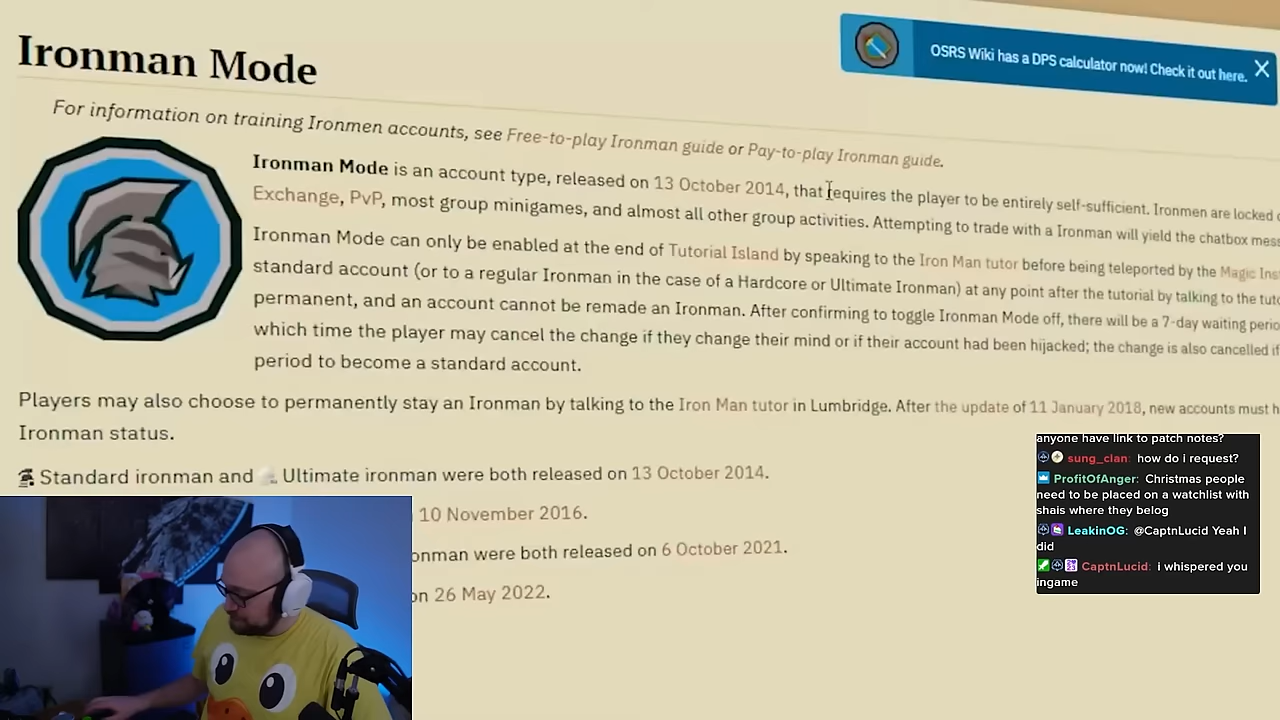 Ironman Mode
OSRS Wiki has a DPS calculator now! Check it out here.
For information on training Ironmen accounts, see Free-to-play Ironman guide or Pay-to-play Ironman guide.
Ironman Mode is an account type, released on 13 October 2014, that requires the player to be entirely self-sufficient. Ironmen are locked
Exchange, PvP, most group minigames, and almost all other group activities. Attempting to trade with a Ironman will yield the chatbox
Ironman Mode can only be enabled at the end of Tutorial Island by speaking to the Iron Man tutor before being teleported by the Magic
standard account (or to a regular Ironman in the case of a Hardcore or Ultimate Ironman) at any point after the tutorial by talking to the
permanent, and an account cannot be remade an Ironman. After confirming to toggle Ironman Mode off, there will be a 7-day waiting
which time the player may cancel the change if they change their mind or if their account had been hijacked; the change is also cancelled if
period to become a standard account.
Players may also choose to permanently stay an Ironman by talking to the Iron Man tutor in Lumbridge. After the update of 11 January 2018, new accounts must
Ironman status.
Standard ironman and Ultimate ironman were both released on 13 October 2014.
10 November 2016.
onman were both released on 6 October 2021.
on 26 May 2022.
anyone have link to patch notes?
sung_clan: how do i request?
ProfitOfAnger: Christmas people
need to be placed on a watchlist with
shais where they belog
LeakinOG: @CaptnLucid Yeah I
did
CaptnLucid: i whispered you
ingame